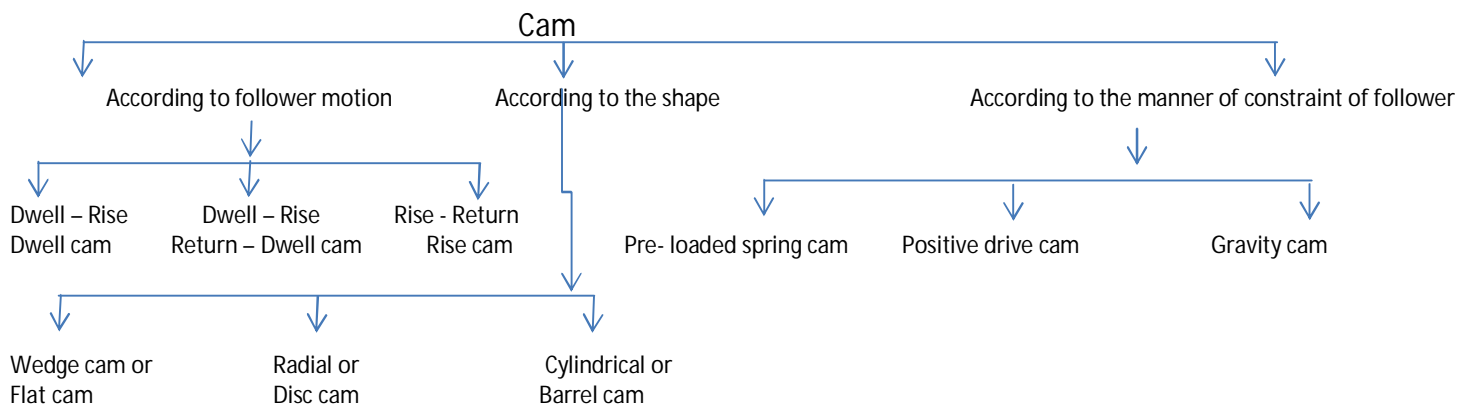 Cam
According to follower motion
According to the shape
According to the manner of constraint of follower
Dwell – Rise
Dwell cam
Dwell – Rise
Return – Dwell cam
Rise - Return
Rise cam
Pre- loaded spring cam
Positive drive cam
Gravity cam
Wedge cam or
Flat cam
Radial or
Disc cam
Cylindrical or
Barrel cam